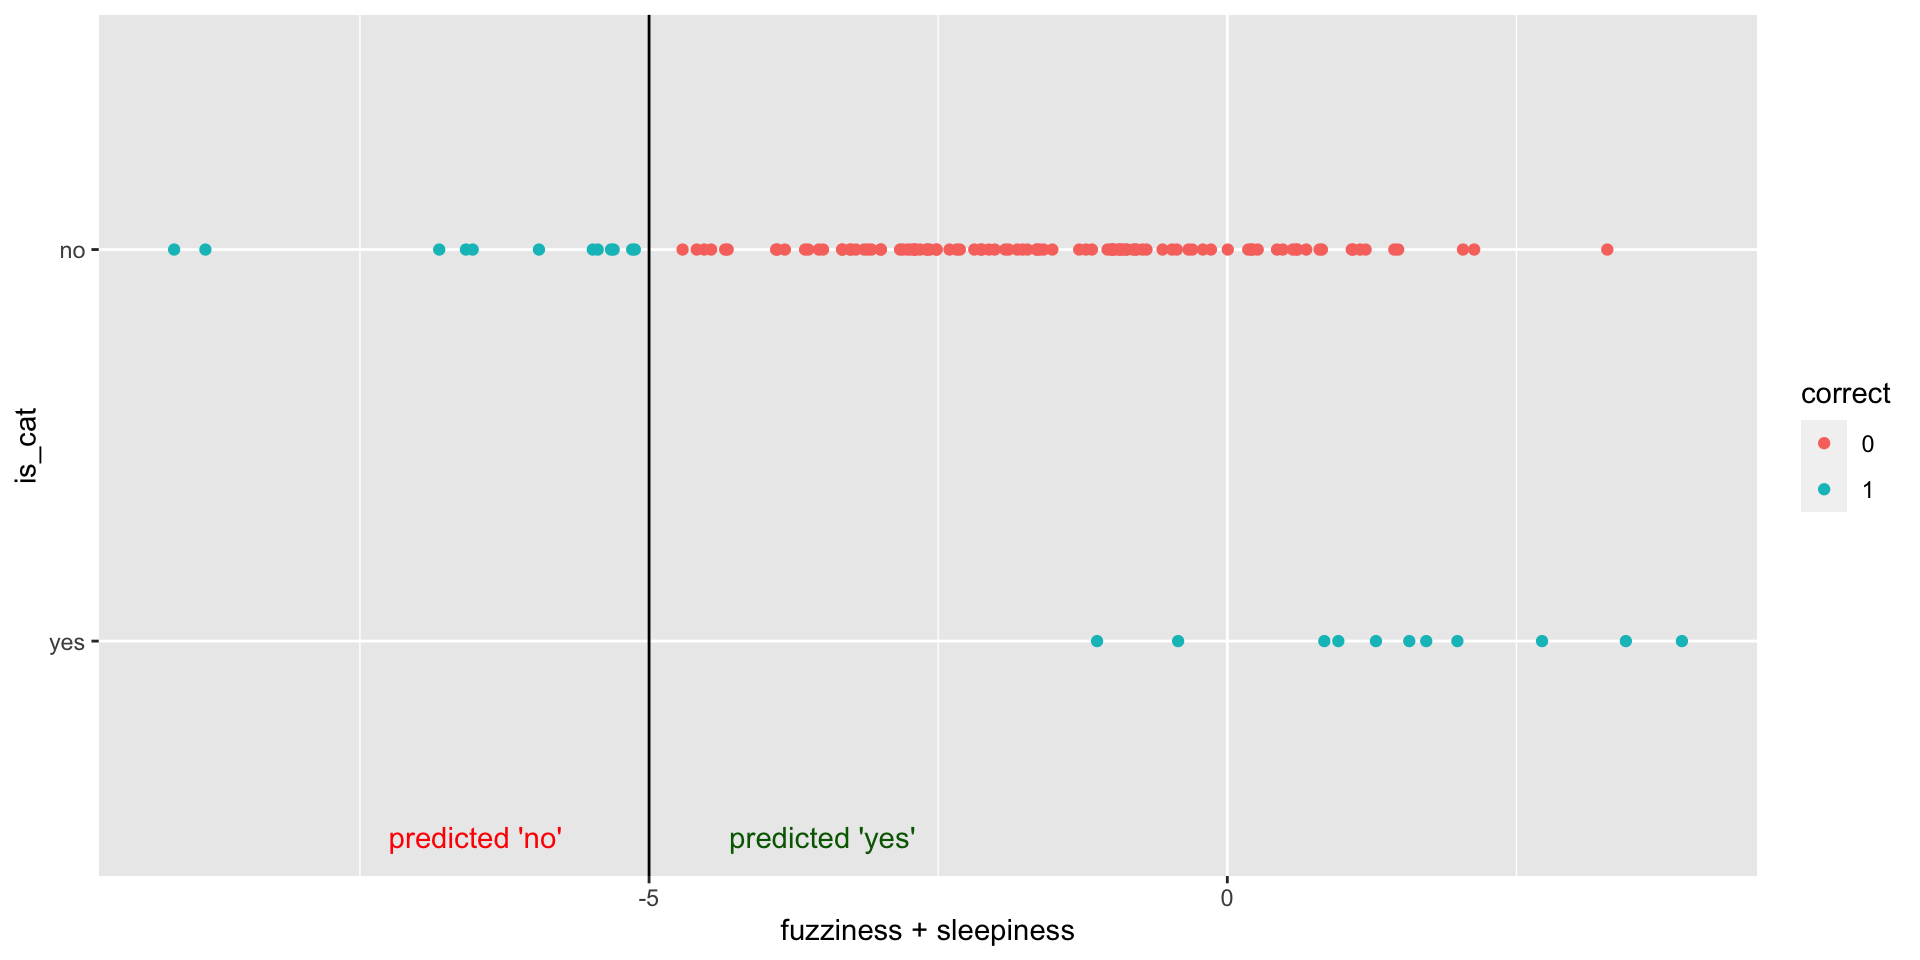 no
yes
is_cat
predicted 'no'
predicted 'yes'
-5
0
fuzziness + sleepiness
correct
0
1